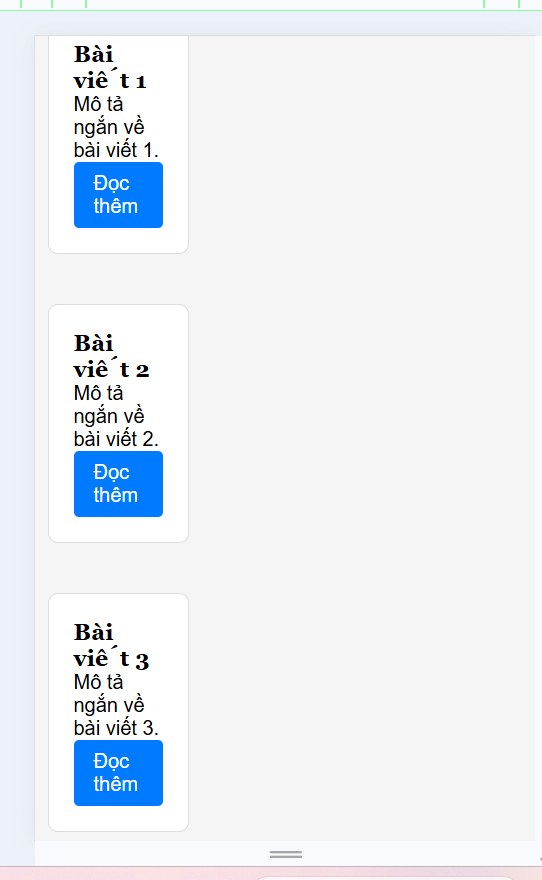 Bài
viết 1
Mô tả
ngắn về
bài viết 1.
Đọc
thêm
Bài
viết 2
Mô tả
ngắn về
bài viết 2.
Đọc
thêm
Bài
viết 3
Mô tả
ngắn về
bài viết 3.
Đọc
thêm